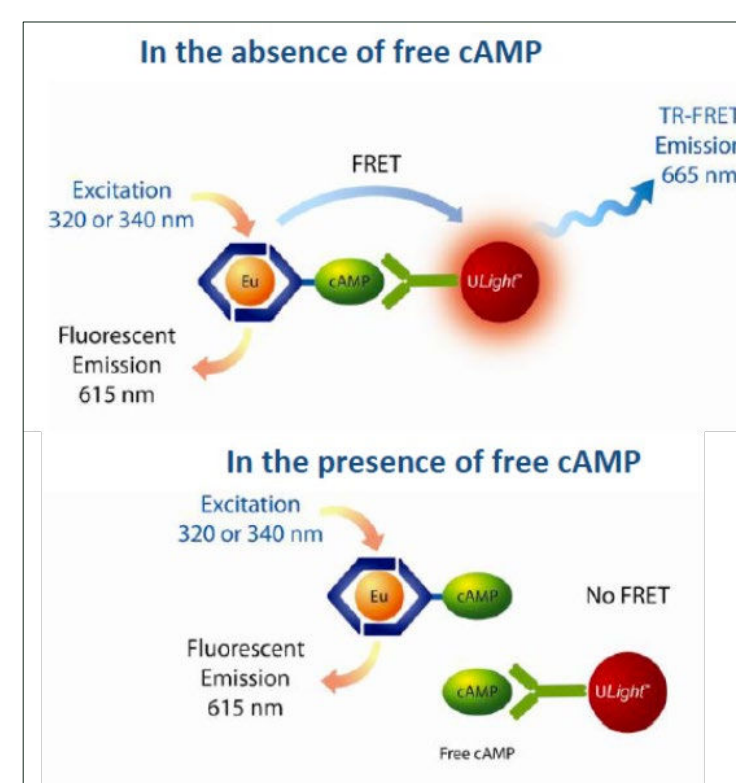 In the absence of free cAMP
TR-FRET
Emission
665 nm
FRET
Excitation
320 or 340 nm
Eu
cAMP
ULight™
Fluorescent
Emission
615 nm
In the presence of free cAMP
Excitation
320 or 340 nm
Eu
cAMP
No FRET
Fluorescent
Emission
615 nm
cAMP
ULight™
Free cAMP